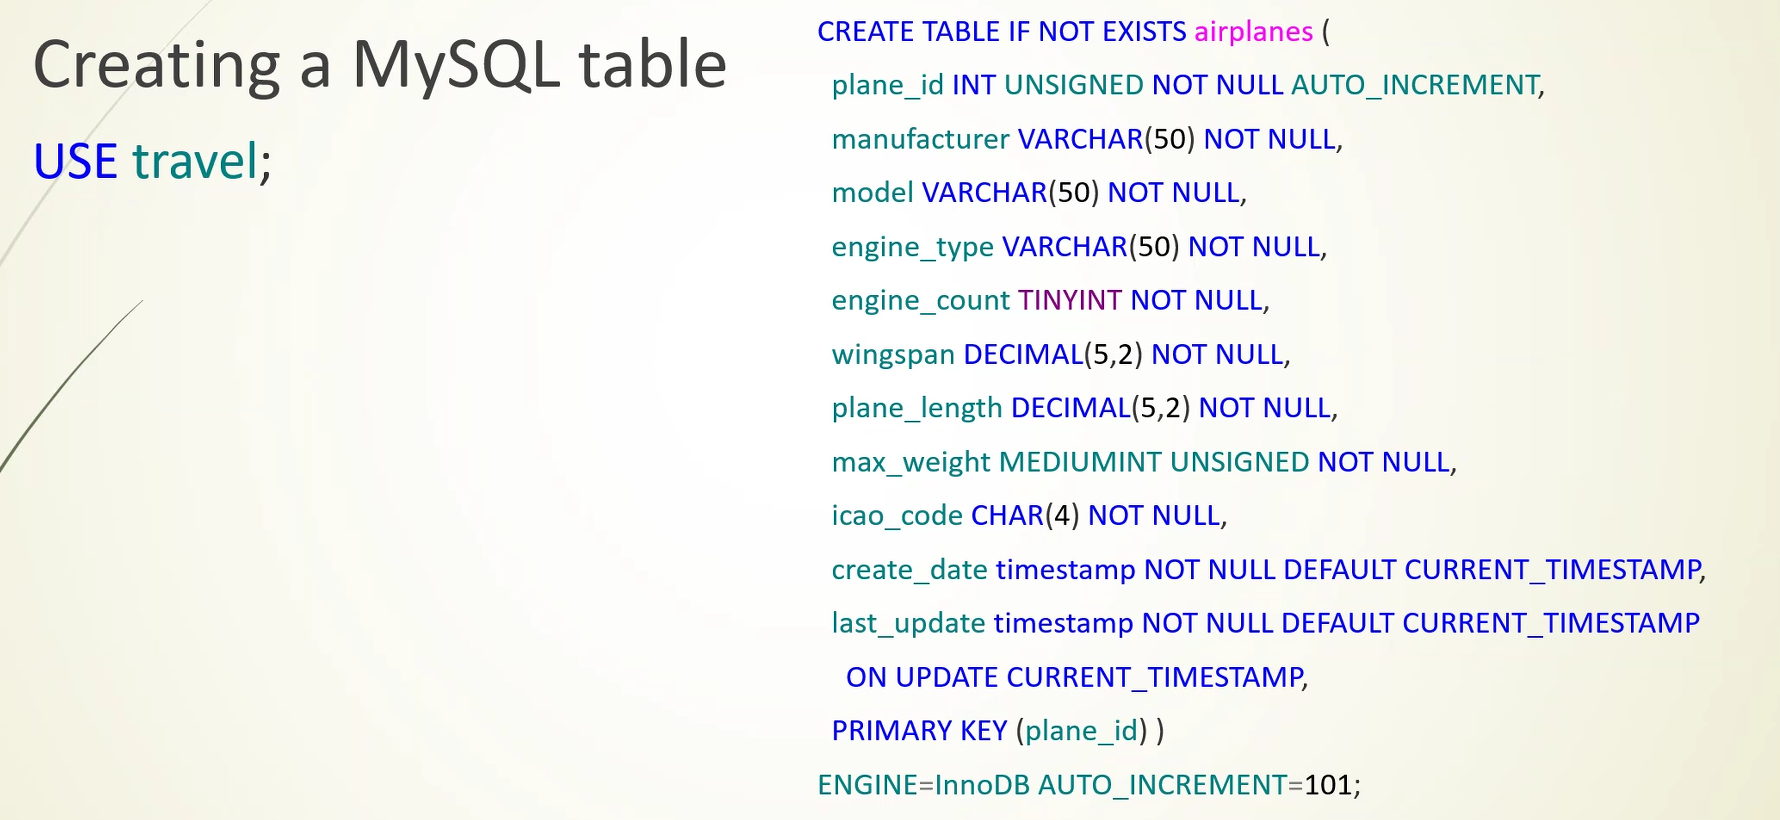 Creating a MySQL table
USE travel;
CREATE TABLE IF NOT EXISTS airplanes (
plane_id INT UNSIGNED NOT NULL AUTO_INCREMENT,
manufacturer VARCHAR(50) NOT NULL,
model VARCHAR(50) NOT NULL,
engine_type VARCHAR(50) NOT NULL,
engine_count TINYINT NOT NULL,
wingspan DECIMAL(5,2) NOT NULL,
plane_length DECIMAL(5,2) NOT NULL,
max_weight MEDIUMINT UNSIGNED NOT NULL,
icao_code CHAR(4) NOT NULL,
create_date timestamp NOT NULL DEFAULT CURRENT_TIMESTAMP,
last_update timestamp NOT NULL DEFAULT CURRENT_TIMESTAMP
ON UPDATE CURRENT_TIMESTAMP,
PRIMARY KEY (plane_id) )
ENGINE=InnoDB AUTO_INCREMENT=101;